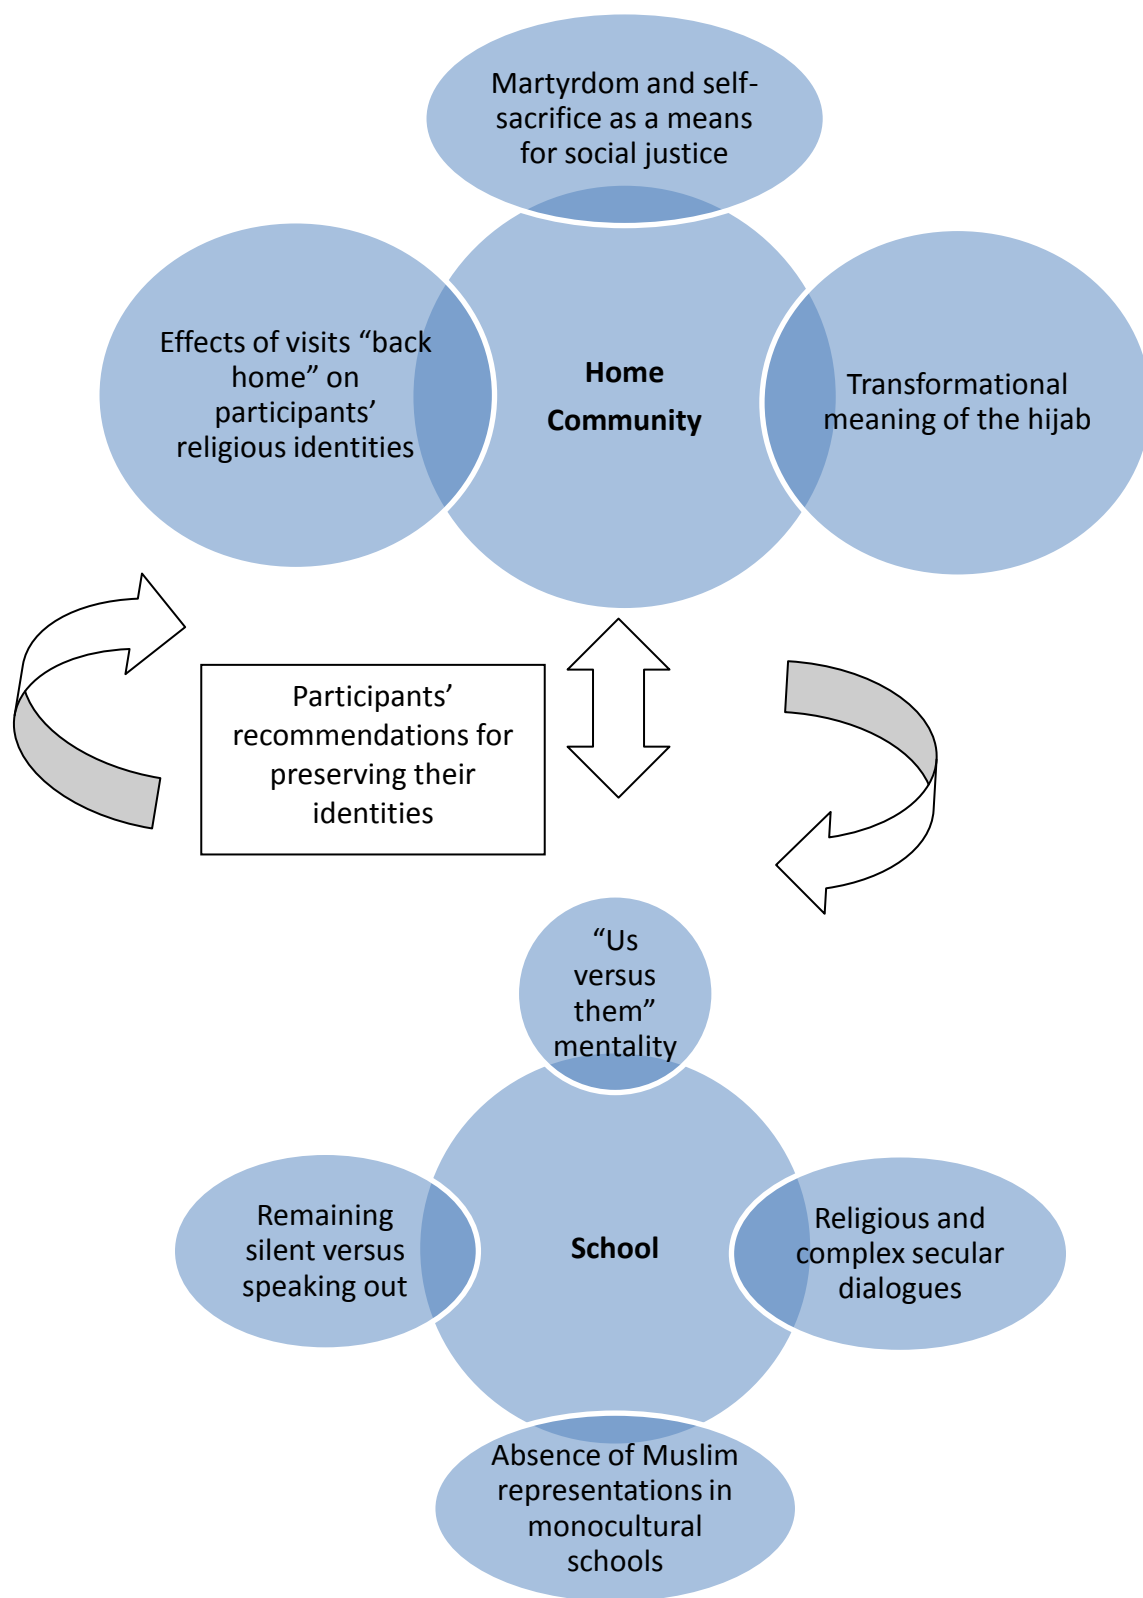 Martyrdom and self-
sacrifice as a means
for social justice
Effects of visits “back
home” on
participants’
religious identities
Home
Community
Transformational
meaning of the hijab
Participants’
recommendations for
preserving their
identities
“Us
versus
them”
mentality
Remaining
silent versus
speaking out
School
Religious and
complex secular
dialogues
Absence of Muslim
representations in
monocultural
schools